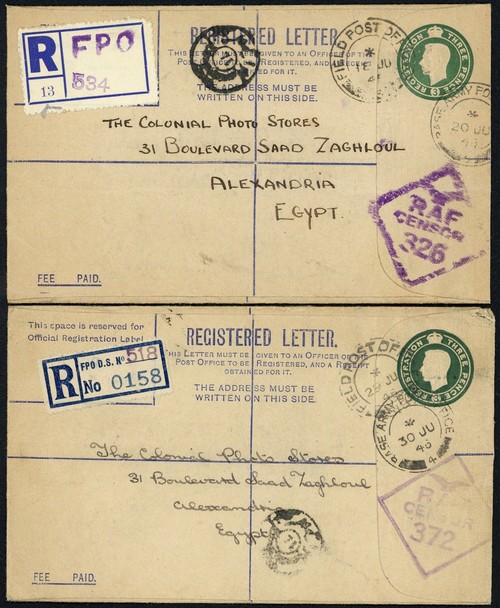 R FPO
13 534
REGISTERED LETTER.
THIS LETTER MUST BE GIVEN TO AN OFFICER OF THE
POST OFFICE TO BE REGISTERED, AND A RECEIPT
OBTAINED FOR IT.
THE ADDRESS MUST BE
WRITTEN ON THIS SIDE.
REGISTRATION THREE PENCE
FIELD POST OFF
JU
BASE ARMY PO
20 JU
THE COLONIAL PHOTO STORES
31 BOULEVARD SAAD ZAGHLOUL
ALEXANDRIA
EGYPT.
RAF
CENSOR
326
FEE PAID.
This space is reserved for
Official Registration Label
REGISTERED LETTER.
THIS LETTER MUST BE GIVEN TO AN OFFICER OF THE
POST OFFICE TO BE REGISTERED, AND A RECEIPT
OBTAINED FOR IT.
THE ADDRESS MUST BE
WRITTEN ON THIS SIDE.
R FPO D.S. No 518
No 0158
REGISTRATION THREE PENCE
FIELD POST OFF
JU
BASE ARMY OFFICE
30 JU
4
The Colonial Photo Stores
31 Boulevard Saad Zaghloul
Alexandria
Egypt
RAF
CENSOR
372
FEE PAID.